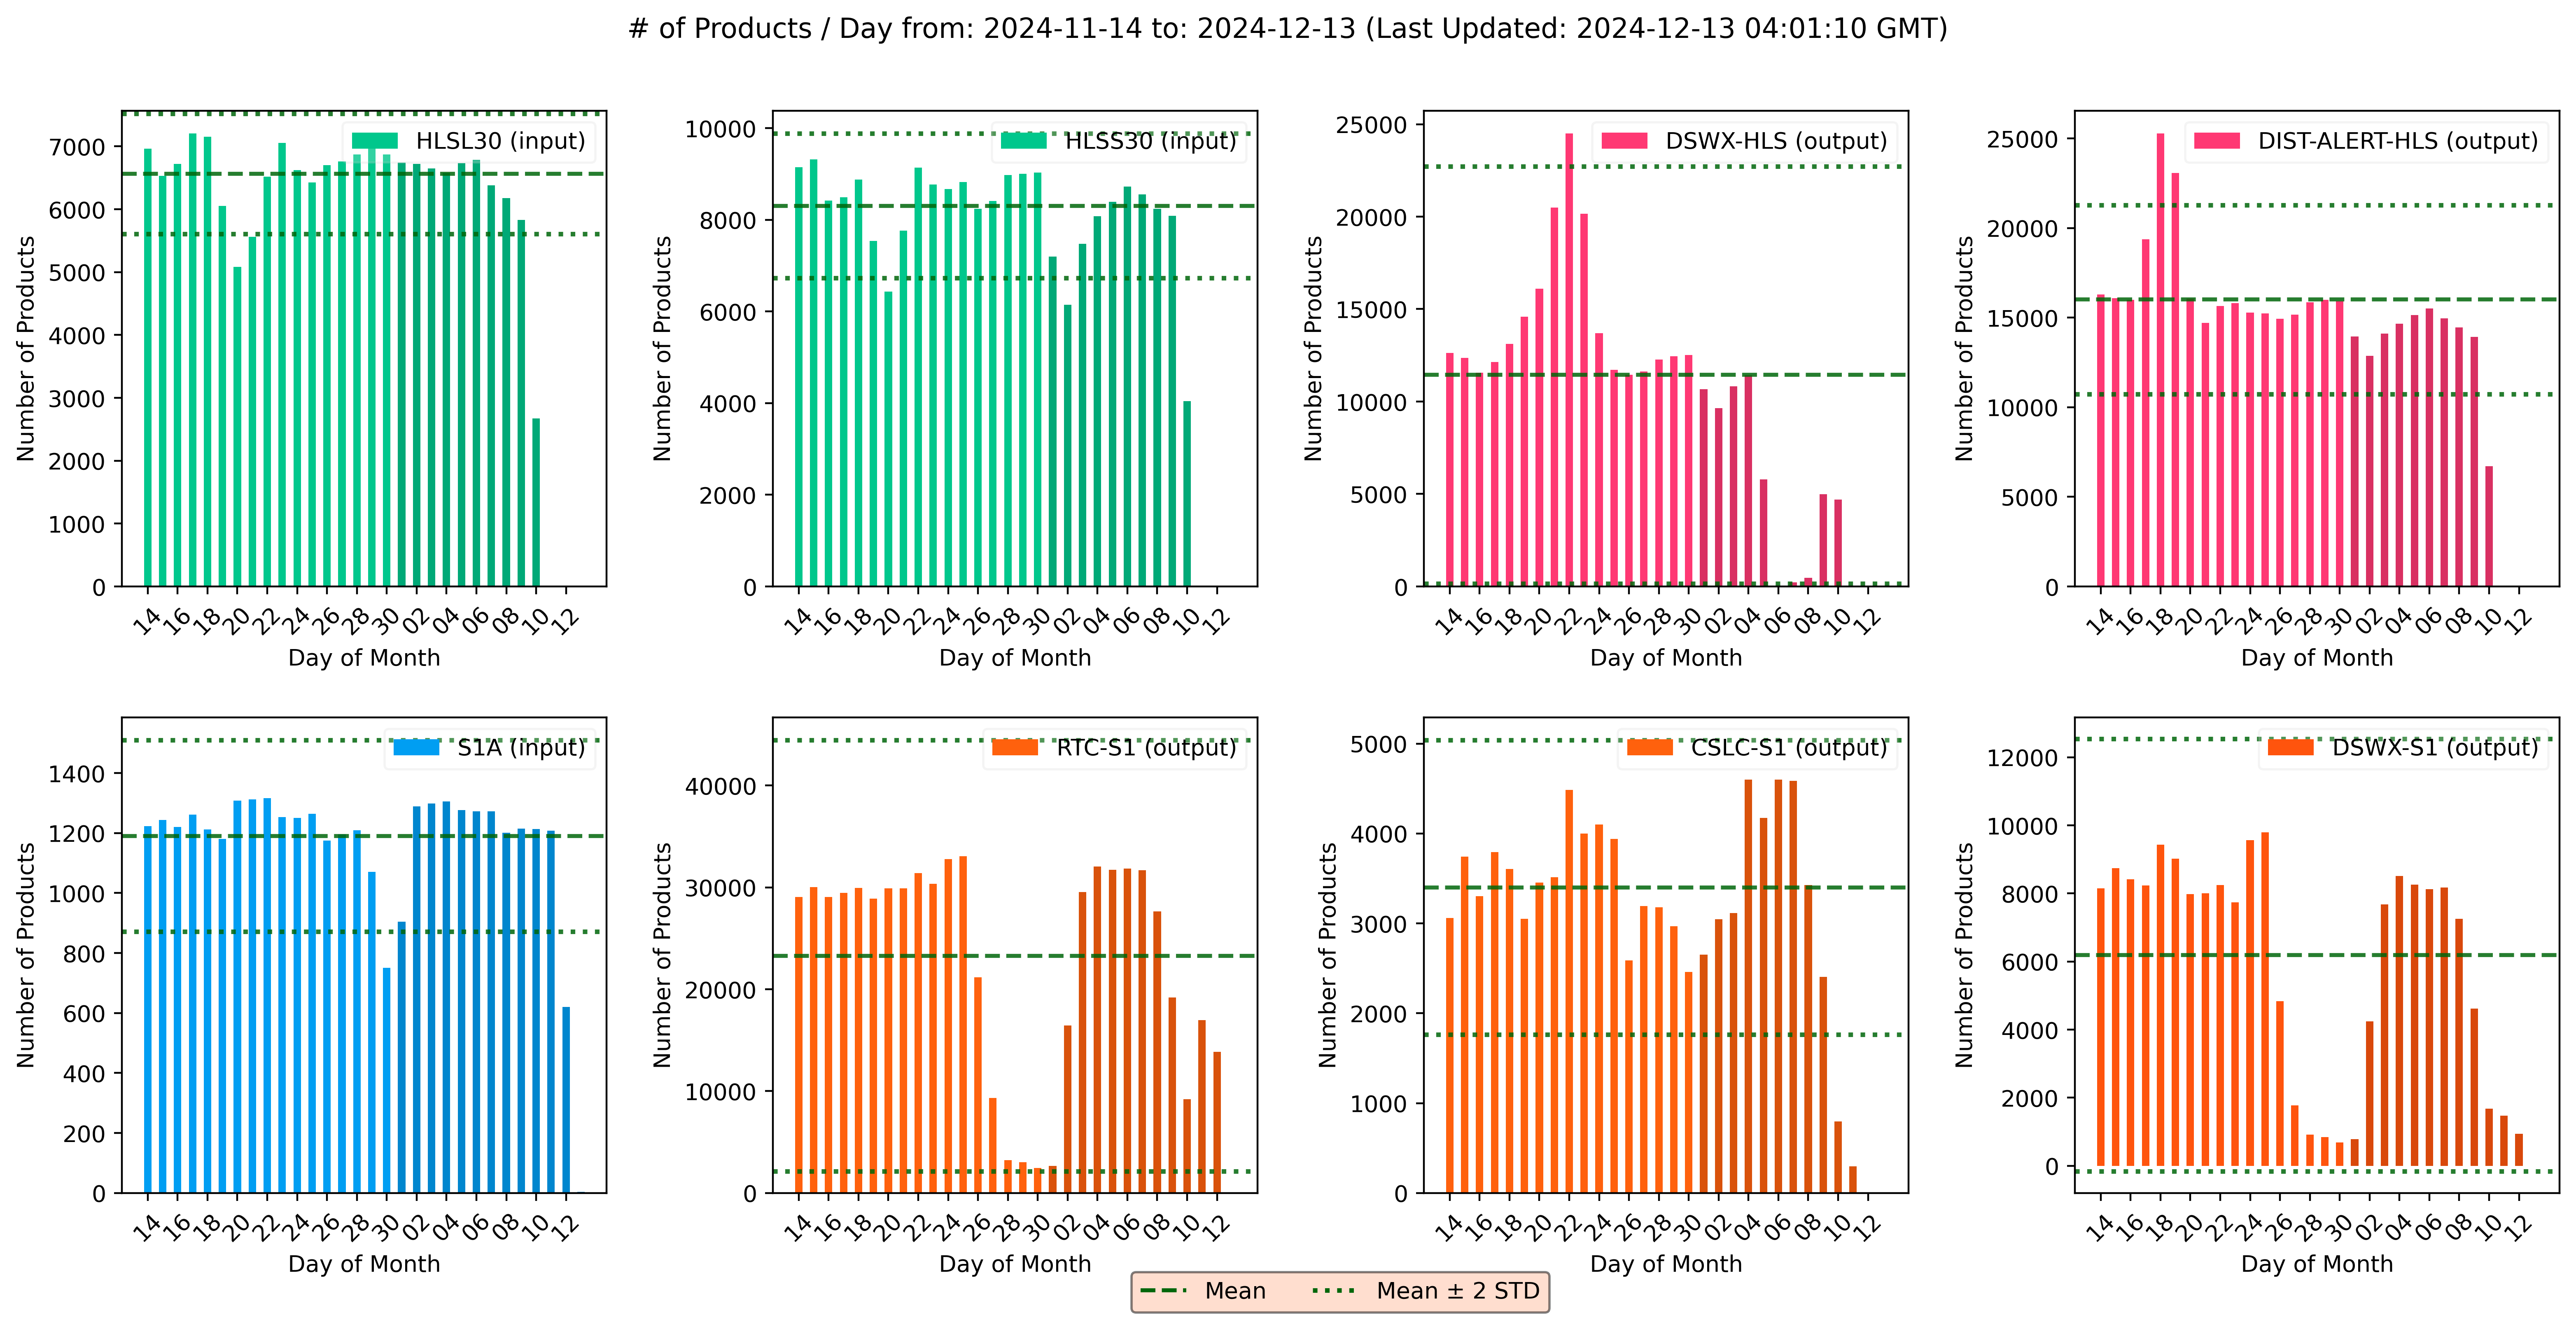 # of Products / Day from: 2024-11-14 to: 2024-12-13 (Last Updated: 2024-12-13 04:01:10 GMT)
HLSL30 (input)
Number of Products
7000
6000
5000
4000
3000
2000
1000
0
14 16 18 20 22 24 26 28 30 02 04 06 08 10 12
Day of Month
HLSS30 (input)
Number of Products
10000
8000
6000
4000
2000
0
14 16 18 20 22 24 26 28 30 02 04 06 08 10 12
Day of Month
DSWX-HLS (output)
Number of Products
25000
20000
15000
10000
5000
0
14 16 18 20 22 24 26 28 30 02 04 06 08 10 12
Day of Month
DIST-ALERT-HLS (output)
Number of Products
25000
20000
15000
10000
5000
0
14 16 18 20 22 24 26 28 30 02 04 06 08 10 12
Day of Month
S1A (input)
Number of Products
1400
1200
1000
800
600
400
200
0
14 16 18 20 22 24 26 28 30 02 04 06 08 10 12
Day of Month
RTC-S1 (output)
Number of Products
40000
30000
20000
10000
0
14 16 18 20 22 24 26 28 30 02 04 06 08 10 12
Day of Month
CSLC-S1 (output)
Number of Products
5000
4000
3000
2000
1000
0
14 16 18 20 22 24 26 28 30 02 04 06 08 10 12
Day of Month
DSWX-S1 (output)
Number of Products
12000
10000
8000
6000
4000
2000
0
14 16 18 20 22 24 26 28 30 02 04 06 08 10 12
Day of Month
Mean
Mean ± 2 STD